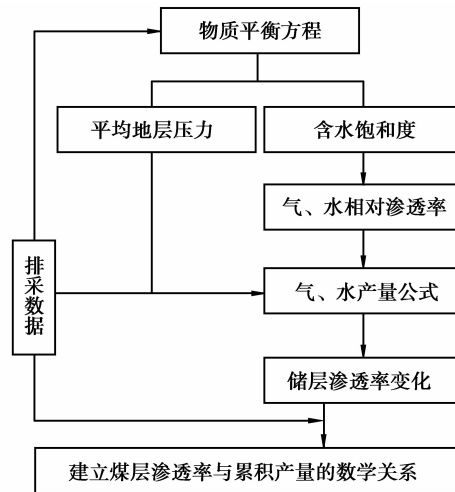 物质平衡方程
平均地层压力
含水饱和度
气、水相对渗透率
排采数据
气、水产量公式
储层渗透率变化
建立煤层渗透率与累积产量的数学关系